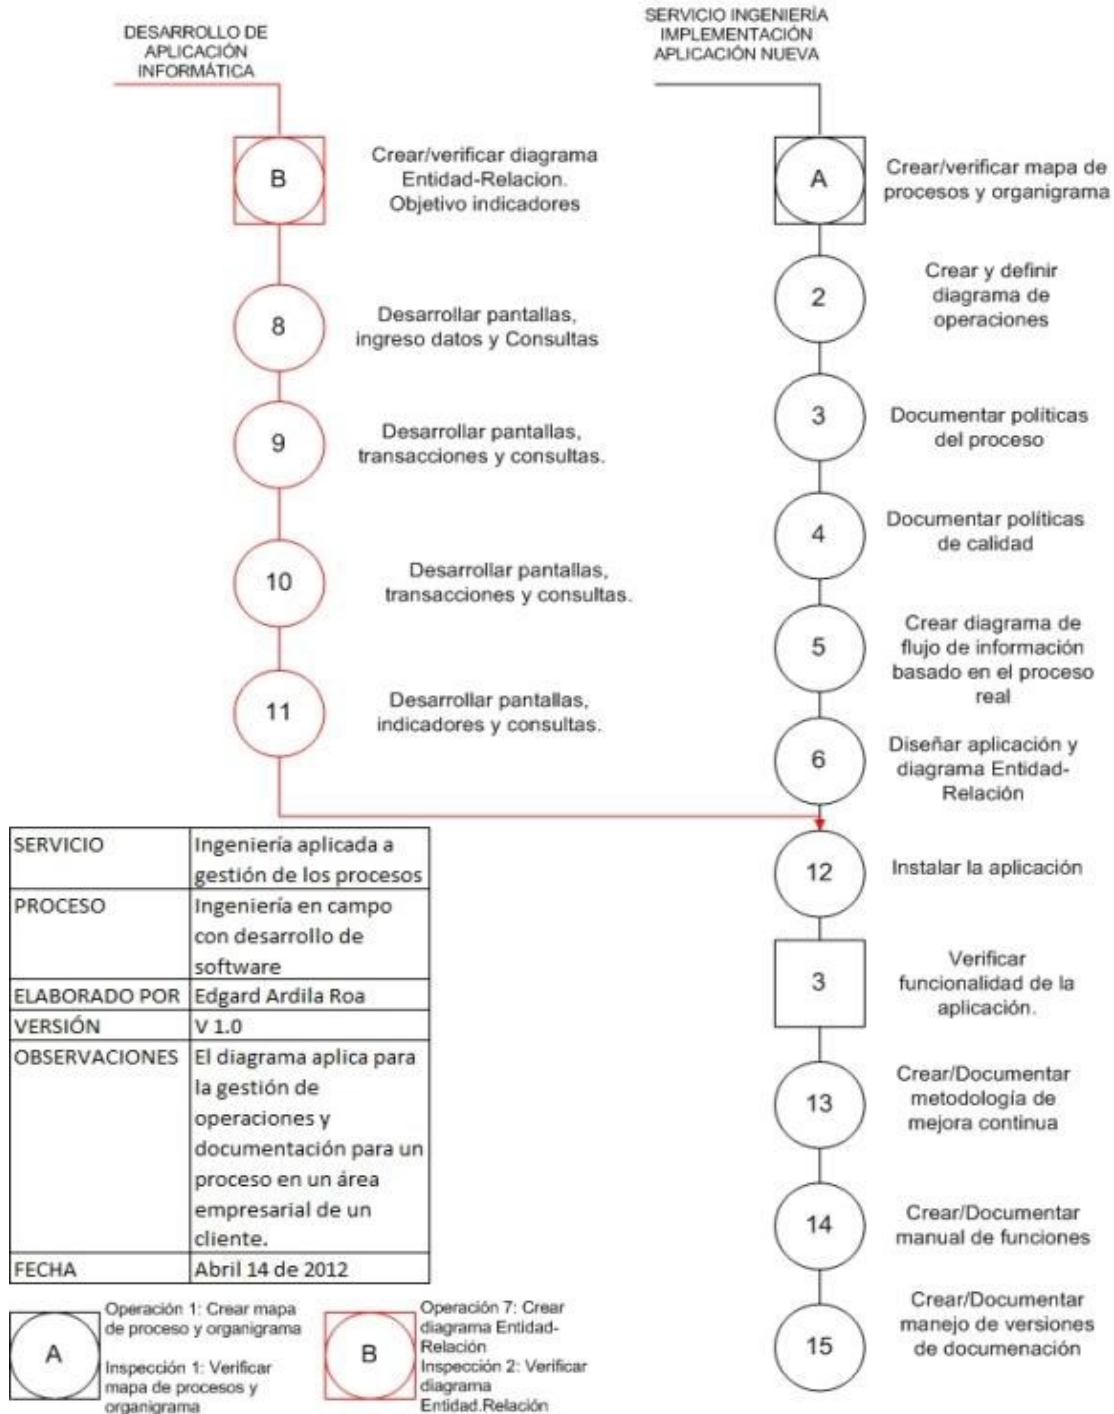 DESARROLLO DE
APLICACIÓN
INFORMÁTICA
B
Crear/verificar diagrama
Entidad-Relacion.
Objetivo indicadores
8
Desarrollar pantallas,
ingreso datos y Consultas
9
Desarrollar pantallas,
transacciones y consultas.
10
Desarrollar pantallas,
transacciones y consultas.
11
Desarrollar pantallas,
indicadores y consultas.
SERVICIO INGENIERÍA
IMPLEMENTACIÓN
APLICACIÓN NUEVA
A
Crear/verificar mapa de
procesos y organigrama
2
Crear y definir
diagrama de
operaciones
3
Documentar políticas
del proceso
4
Documentar políticas
de calidad
5
Crear diagrama de
flujo de información
basado en el proceso
real
6
Diseñar aplicación y
diagrama Entidad-
Relación
12
Instalar la aplicación
3
Verificar
funcionalidad de la
aplicación.
13
Crear/Documentar
metodología de
mejora continua
14
Crear/Documentar
manual de funciones
15
Crear/Documentar
manejo de versiones
de documenación
SERVICIO
Ingeniería aplicada a
gestión de los procesos
PROCESO
Ingeniería en campo
con desarrollo de
software
ELABORADO POR
Edgard Ardila Roa
VERSIÓN
V 1.0
OBSERVACIONES
El diagrama aplica para
la gestión de
operaciones y
documentación para un
proceso en un área
empresarial de un
cliente.
FECHA
Abril 14 de 2012
A
Operación 1: Crear mapa
de proceso y organigrama
Inspección 1: Verificar
mapa de procesos y
organigrama
B
Operación 7: Crear
diagrama Entidad-
Relación
Inspección 2: Verificar
diagrama
Entidad.Relación